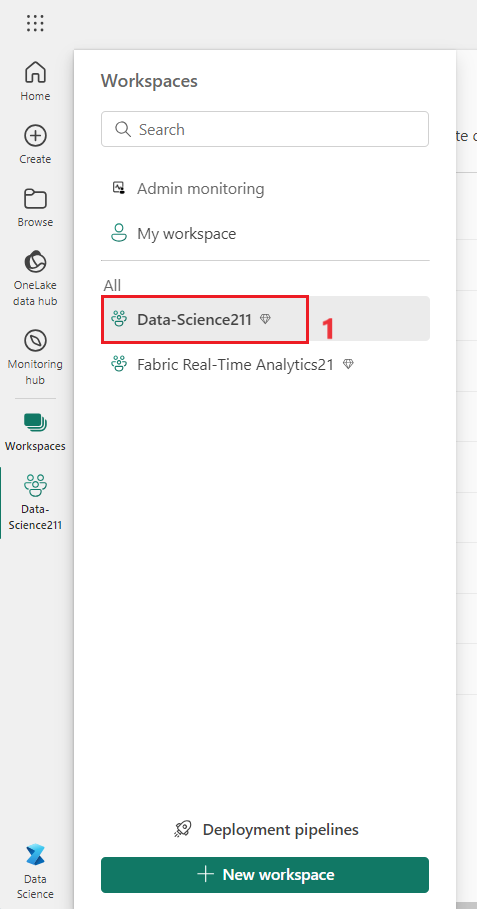 Home
Create
Browse
OneLake
data hub
Monitoring
hub
Workspaces
Data-
Science211
Data
Science
Workspaces
Search
Admin monitoring
My workspace
All
Data-Science211
1
Fabric Real-Time Analytics21
Deployment pipelines
New workspace
te